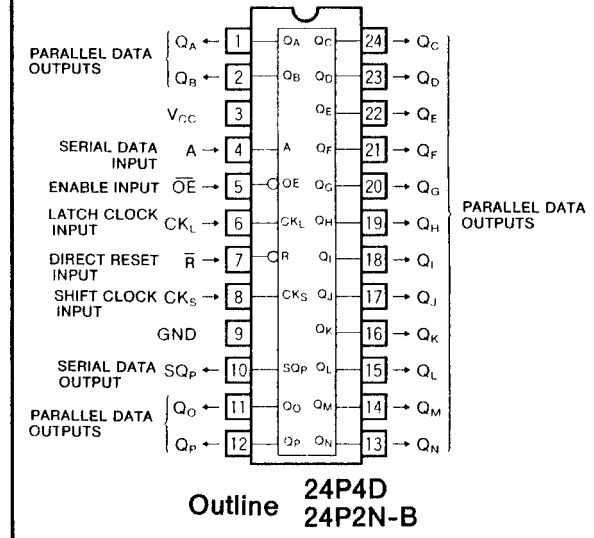 PARALLEL DATA OUTPUTS
Q_A ← 1 Q_A Q_C 24 → Q_C
Q_B ← 2 Q_B Q_D 23 → Q_D
V_CC 3 Q_E 22 → Q_E
SERIAL DATA INPUT A → 4 A Q_F 21 → Q_F
ENABLE INPUT O̅E̅ → 5 OE Q_G 20 → Q_G
LATCH CLOCK INPUT CK_L → 6 CK_L Q_H 19 → Q_H
PARALLEL DATA OUTPUTS
DIRECT RESET INPUT R̅ → 7 R Q_I 18 → Q_I
SHIFT CLOCK INPUT CK_S → 8 CK_S Q_J 17 → Q_J
GND 9 Q_K 16 → Q_K
SERIAL DATA OUTPUT SQ_P ← 10 SQ_P Q_L 15 → Q_L
PARALLEL DATA OUTPUTS
Q_O ← 11 Q_O Q_M 14 → Q_M
Q_P ← 12 Q_P Q_N 13 → Q_N
Outline 24P4D
24P2N-B